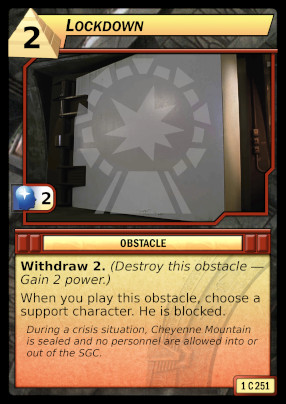 2
LOCKDOWN
2
OBSTACLE
Withdraw 2. (Destroy this obstacle —
Gain 2 power.)
When you play this obstacle, choose a
support character. He is blocked.
During a crisis situation, Cheyenne Mountain
is sealed and no personnel are allowed into or
out of the SGC.
1 C 251